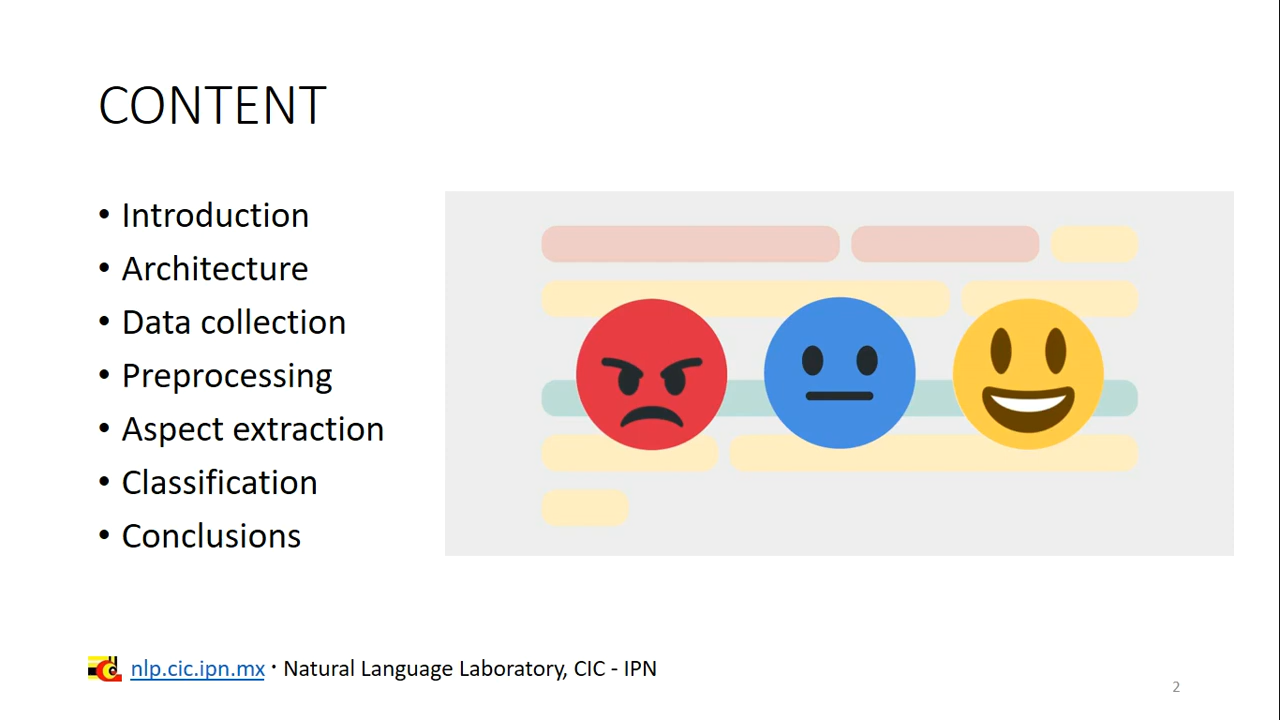 CONTENT
• Introduction
• Architecture
• Data collection
• Preprocessing
• Aspect extraction
• Classification
• Conclusions
nlp.cic.ipn.mx · Natural Language Laboratory, CIC - IPN
2